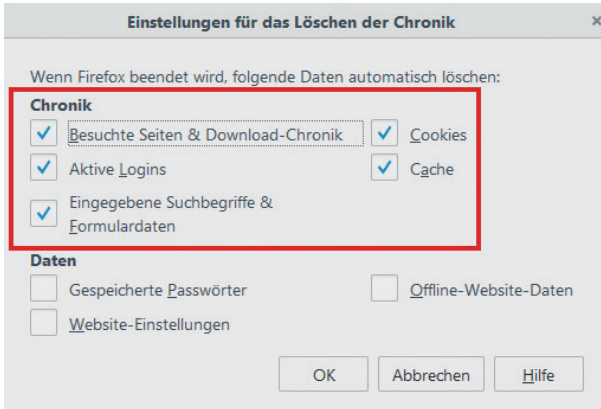 Einstellungen für das Löschen der Chronik
Wenn Firefox beendet wird, folgende Daten automatisch löschen:
Chronik
Besuchte Seiten & Download-Chronik
Cookies
Aktive Logins
Cache
Eingegebene Suchbegriffe &
Formulardaten
Daten
Gespeicherte Passwörter
Offline-Website-Daten
Website-Einstellungen
OK
Abbrechen
Hilfe